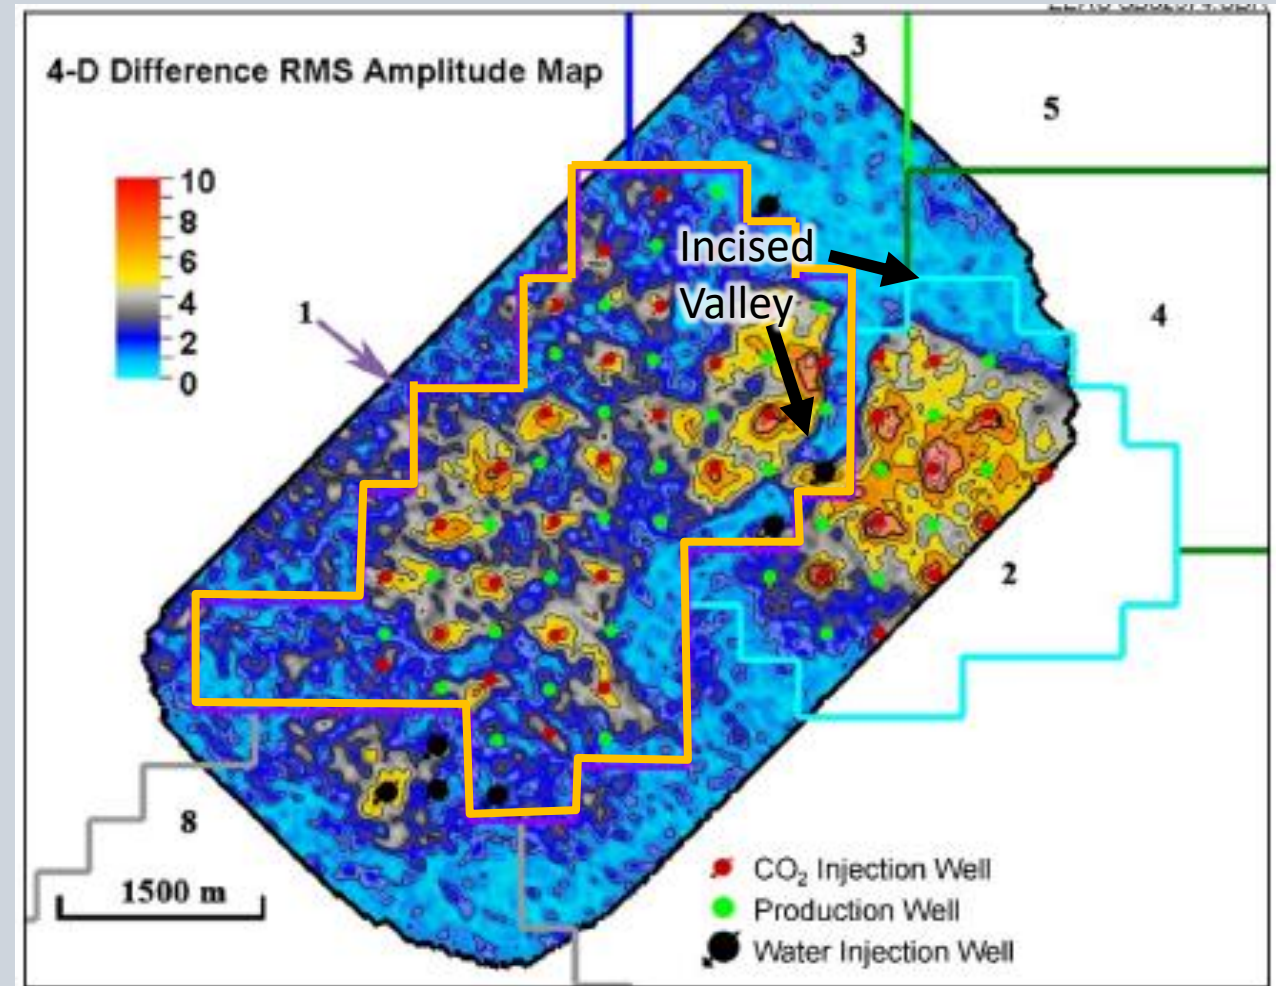 4-D Difference RMS Amplitude Map
3
5
10
8
6
4
2
0
Incised
Valley
1
4
2
8
1500 m
CO₂ Injection Well
Production Well
Water Injection Well